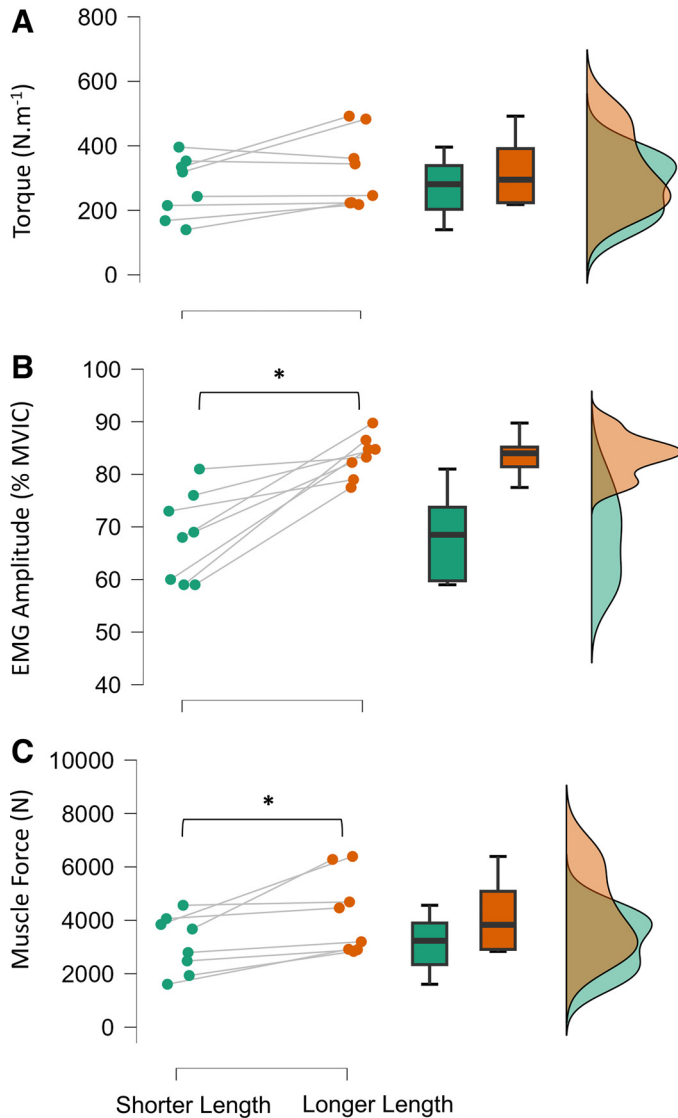 A
Torque (N.m⁻¹)
800
600
400
200
0
B
EMG Amplitude (% MVIC)
100
90
80
70
60
50
40
*
C
Muscle Force (N)
10000
8000
6000
4000
2000
0
*
Shorter Length
Longer Length